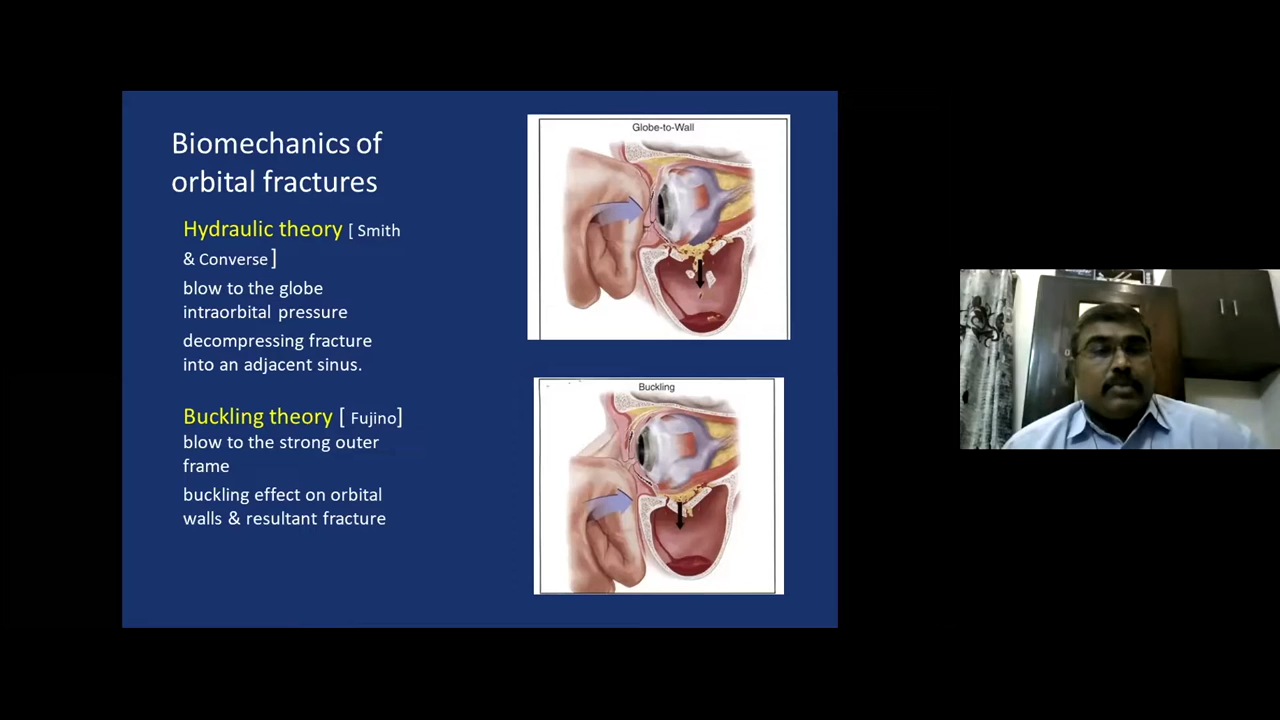 Biomechanics of
orbital fractures
Hydraulic theory [ Smith
& Converse ]
blow to the globe
intraorbital pressure
decompressing fracture
into an adjacent sinus.
Buckling theory [ Fujino]
blow to the strong outer
frame
buckling effect on orbital
walls & resultant fracture
Globe-to-Wall
Buckling